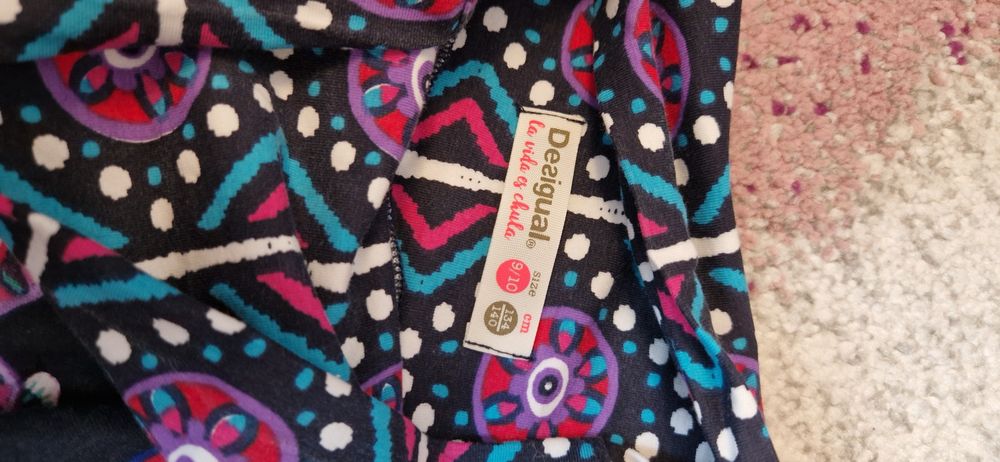 Desigual®
la vida es chula
size
9/10
cm
134
140